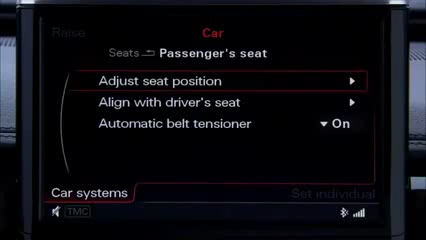 Raise
Car
Seats Passenger's seat
Adjust seat position
Align with driver's seat
Automatic belt tensioner On
Car systems
Set individual
TMC